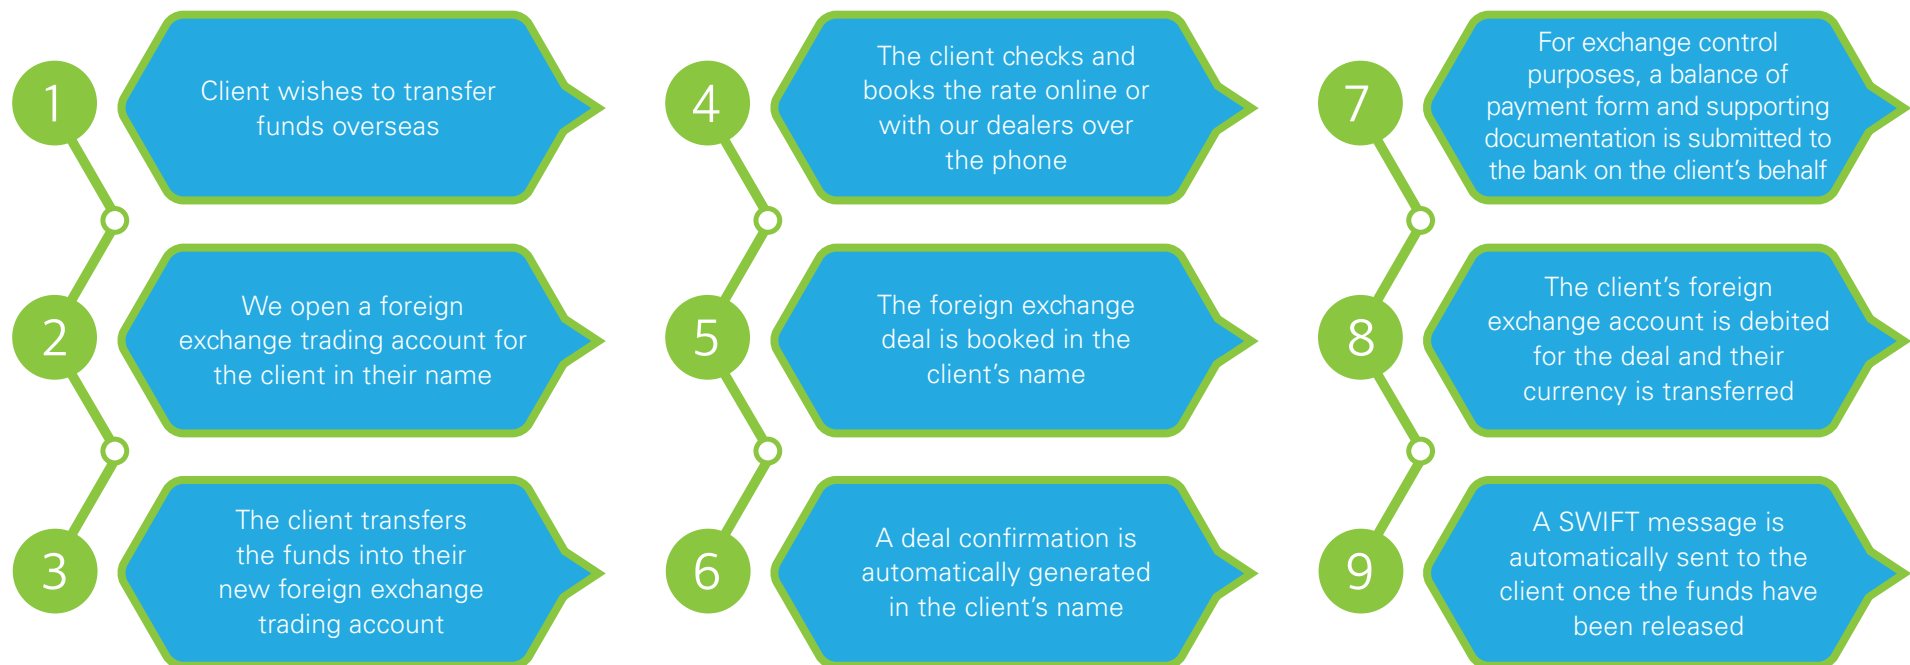 1
Client wishes to transfer
funds overseas
2
We open a foreign
exchange trading account for
the client in their name
3
The client transfers
the funds into their
new foreign exchange
trading account
4
The client checks and
books the rate online or
with our dealers over
the phone
5
The foreign exchange
deal is booked in the
client’s name
6
A deal confirmation is
automatically generated
in the client’s name
7
For exchange control
purposes, a balance of
payment form and supporting
documentation is submitted to
the bank on the client’s behalf
8
The client’s foreign
exchange account is debited
for the deal and their
currency is transferred
9
A SWIFT message is
automatically sent to the
client once the funds have
been released